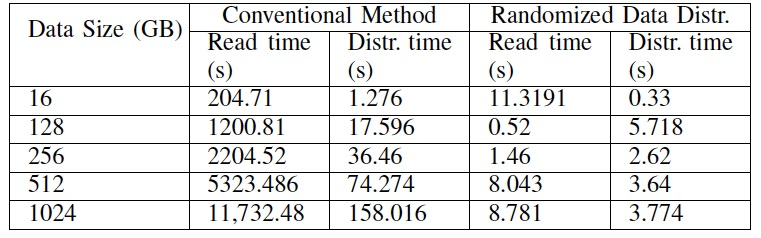 Data Size (GB) Conventional Method Randomized Data Distr.
Read time (s) Distr. time (s) Read time (s) Distr. time (s)
16 204.71 1.276 11.3191 0.33
128 1200.81 17.596 0.52 5.718
256 2204.52 36.46 1.46 2.62
512 5323.486 74.274 8.043 3.64
1024 11,732.48 158.016 8.781 3.774